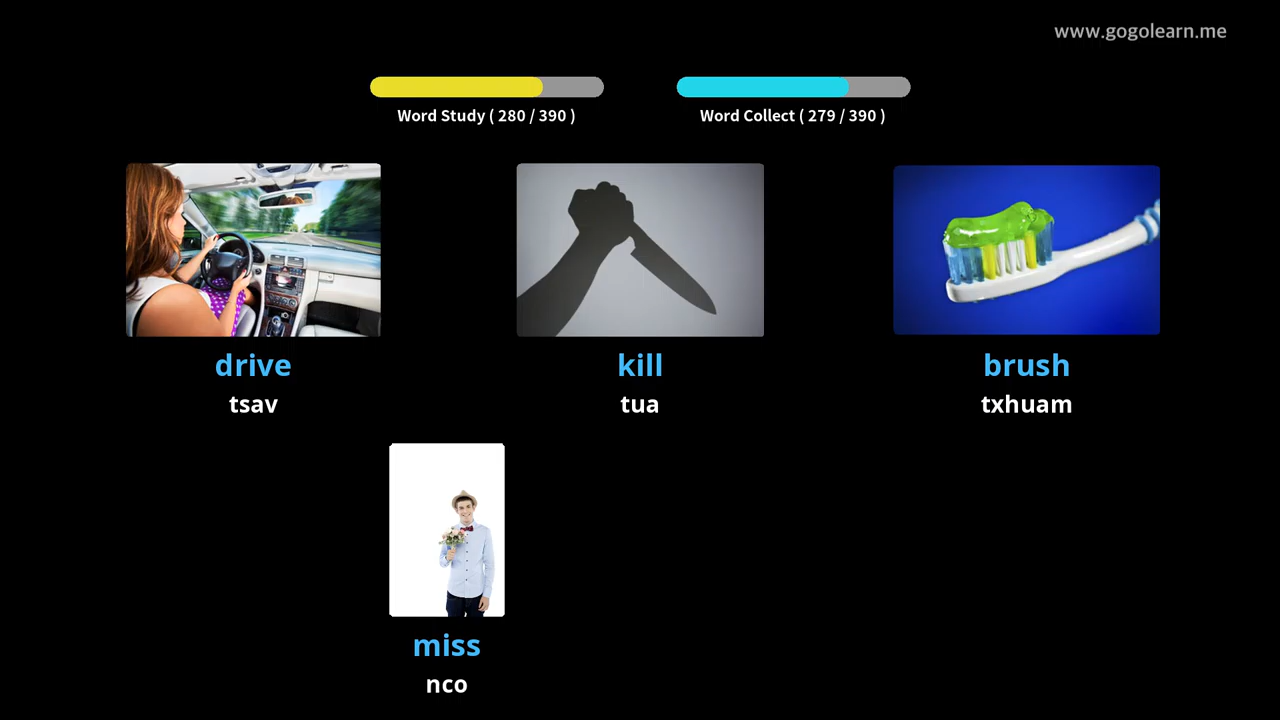 www.gogolearn.me
Word Study ( 280 / 390 )
Word Collect ( 279 / 390 )
drive
tsav
kill
tua
brush
txhuam
miss
nco